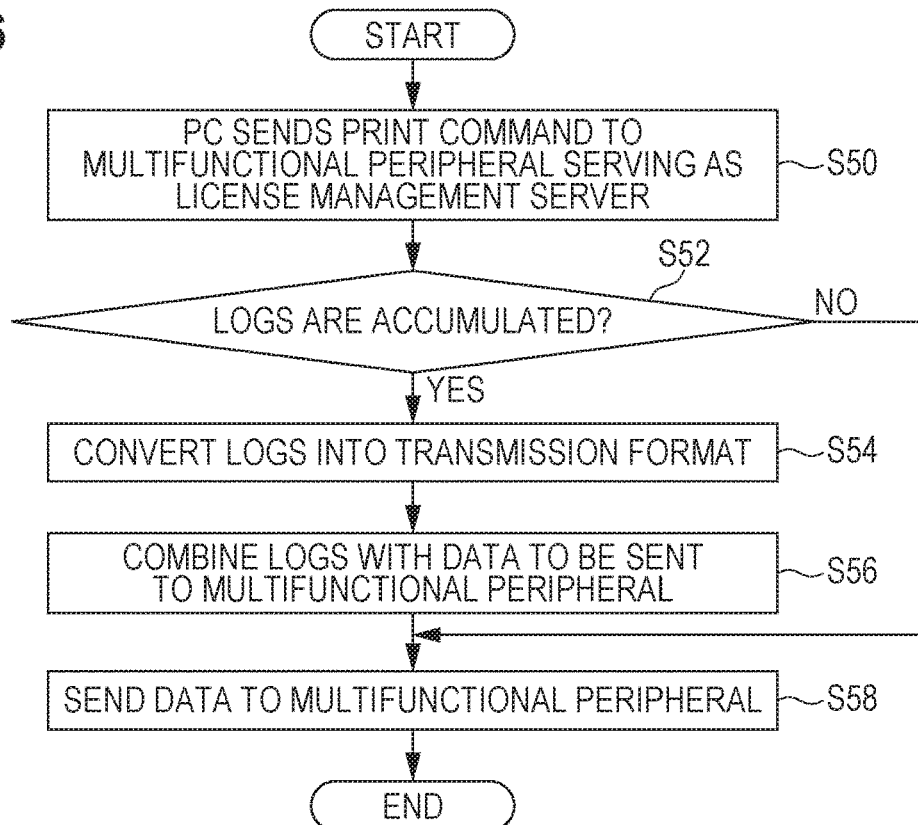 START
PC SENDS PRINT COMMAND TO
MULTIFUNCTIONAL PERIPHERAL SERVING AS
LICENSE MANAGEMENT SERVER
S50
S52
LOGS ARE ACCUMULATED?
NO
YES
CONVERT LOGS INTO TRANSMISSION FORMAT
S54
COMBINE LOGS WITH DATA TO BE SENT
TO MULTIFUNCTIONAL PERIPHERAL
S56
SEND DATA TO MULTIFUNCTIONAL PERIPHERAL
S58
END